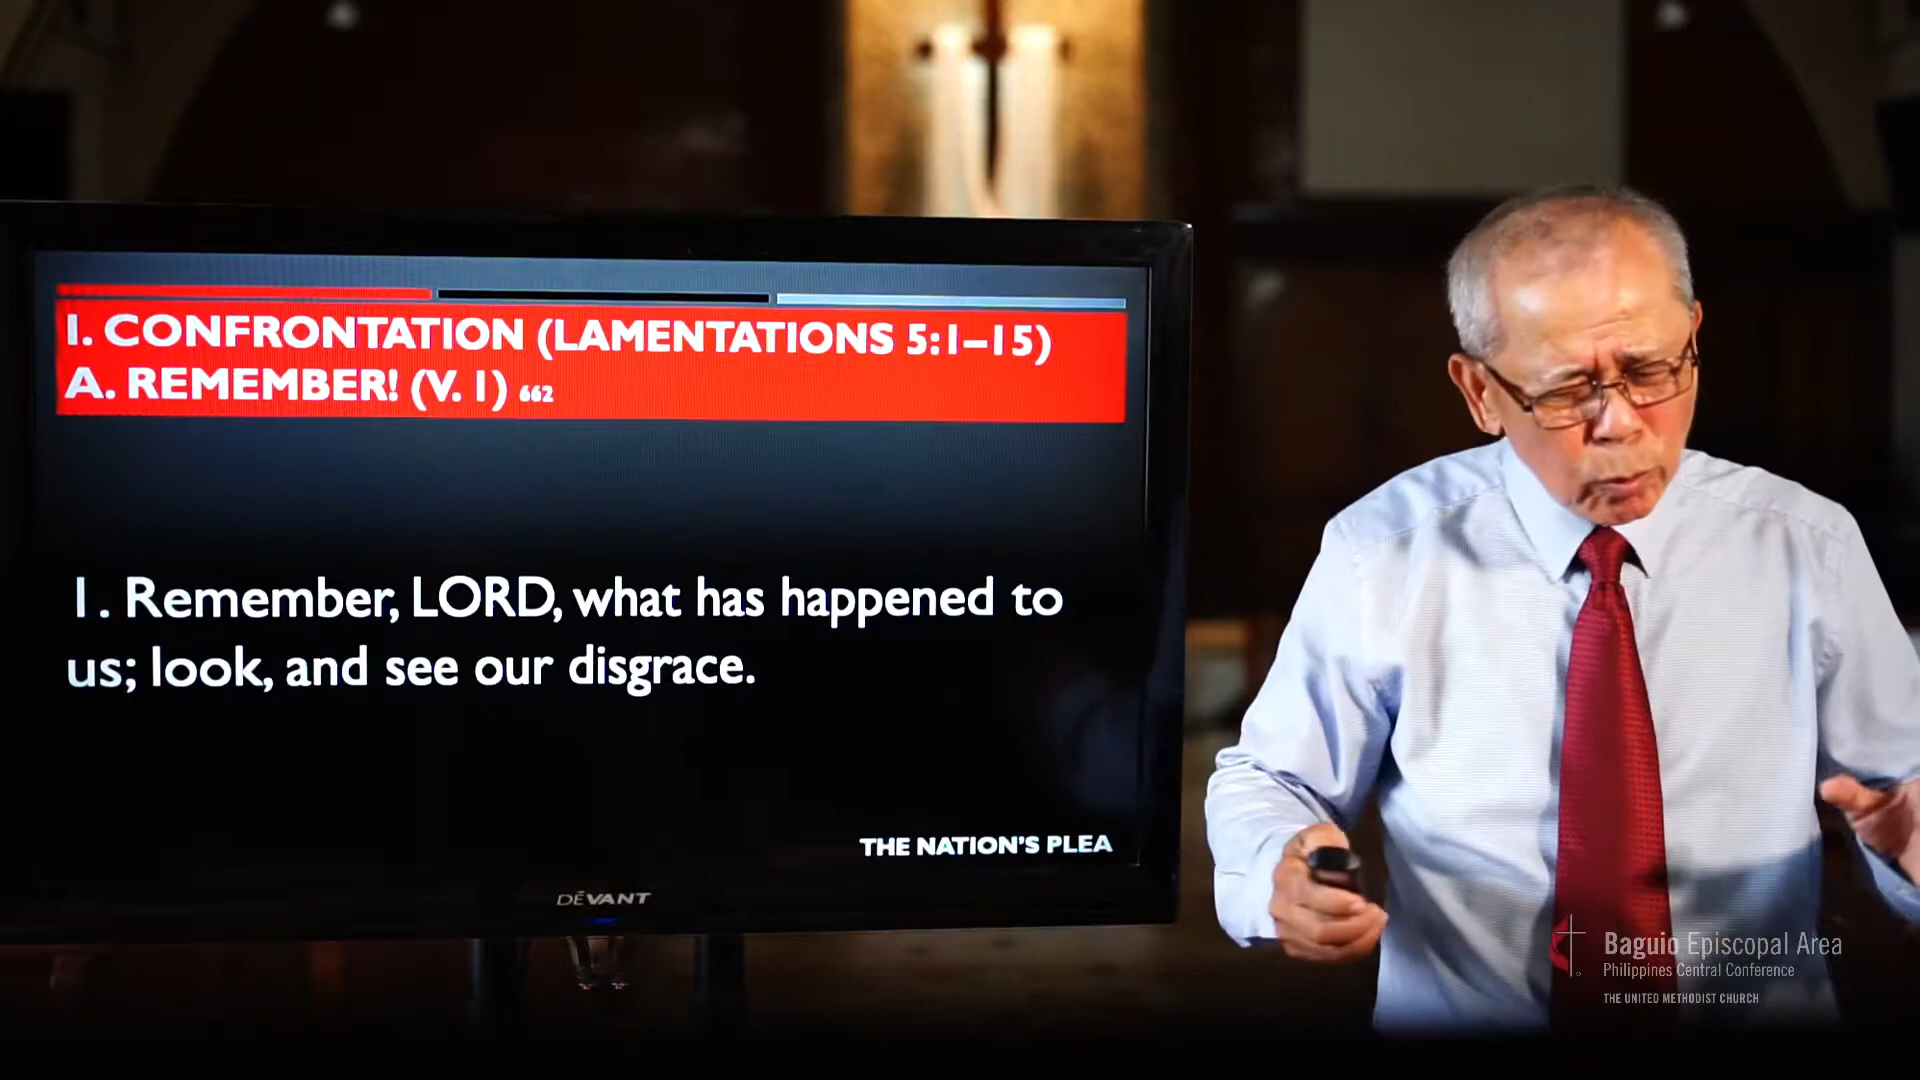 I. CONFRONTATION (LAMENTATIONS 5:1–15)
A. REMEMBER! (V. 1) 662
1. Remember, LORD, what has happened to
us; look, and see our disgrace.
THE NATION'S PLEA
DEVANT
Baguio Episcopal Area
Philippines Central Conference
THE UNITED METHODIST CHURCH